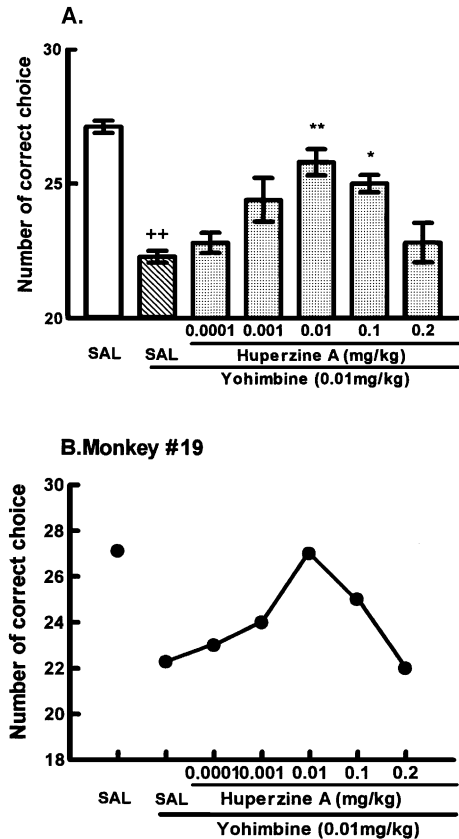 A.
Number of correct choice
30
25
20
++
**
*
0.0001 0.001 0.01 0.1 0.2
SAL SAL Huperzine A (mg/kg)
Yohimbine (0.01mg/kg)
B.Monkey #19
Number of correct choice
30
28
26
24
22
20
18
0.00010.001 0.01 0.1 0.2
SAL SAL Huperzine A (mg/kg)
Yohimbine (0.01mg/kg)